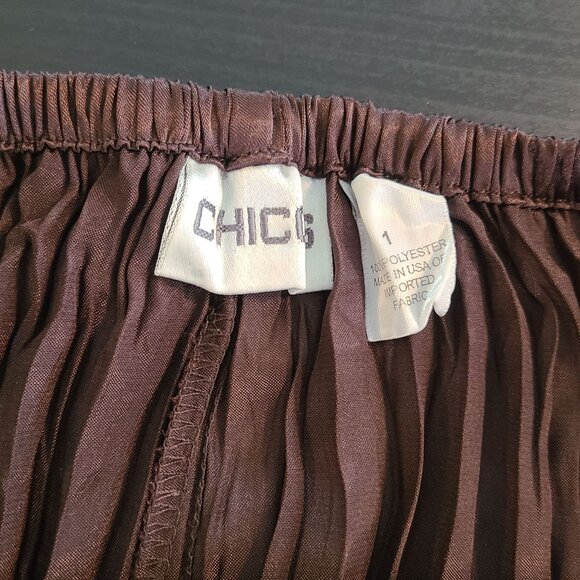 CHICOS
1
100% POLYESTER
MADE IN USA OF
IMPORTED
FABRIC